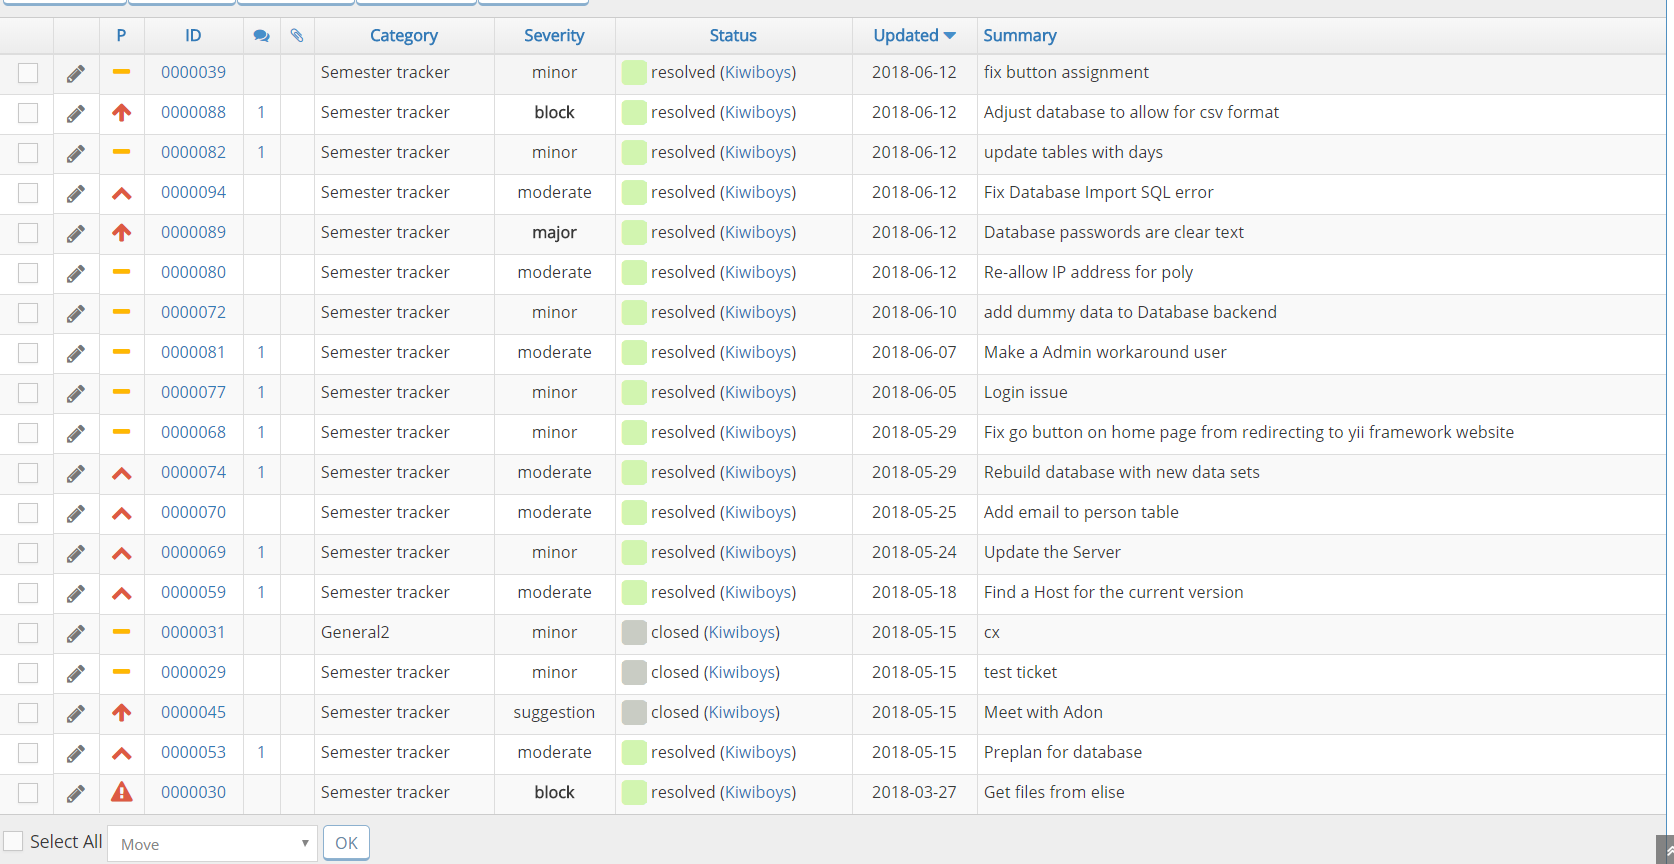 P ID Category Severity Status Updated Summary
0000039 Semester tracker minor resolved (Kiwiboys) 2018-06-12 fix button assignment
0000088 1 Semester tracker block resolved (Kiwiboys) 2018-06-12 Adjust database to allow for csv format
0000082 1 Semester tracker minor resolved (Kiwiboys) 2018-06-12 update tables with days
0000094 Semester tracker moderate resolved (Kiwiboys) 2018-06-12 Fix Database Import SQL error
0000089 Semester tracker major resolved (Kiwiboys) 2018-06-12 Database passwords are clear text
0000080 Semester tracker moderate resolved (Kiwiboys) 2018-06-12 Re-allow IP address for poly
0000072 Semester tracker minor resolved (Kiwiboys) 2018-06-10 add dummy data to Database backend
0000081 1 Semester tracker moderate resolved (Kiwiboys) 2018-06-07 Make a Admin workaround user
0000077 1 Semester tracker minor resolved (Kiwiboys) 2018-06-05 Login issue
0000068 1 Semester tracker minor resolved (Kiwiboys) 2018-05-29 Fix go button on home page from redirecting to yii framework website
0000074 1 Semester tracker moderate resolved (Kiwiboys) 2018-05-29 Rebuild database with new data sets
0000070 Semester tracker moderate resolved (Kiwiboys) 2018-05-25 Add email to person table
0000069 1 Semester tracker minor resolved (Kiwiboys) 2018-05-24 Update the Server
0000059 1 Semester tracker moderate resolved (Kiwiboys) 2018-05-18 Find a Host for the current version
0000031 General2 minor closed (Kiwiboys) 2018-05-15 cx
0000029 Semester tracker minor closed (Kiwiboys) 2018-05-15 test ticket
0000045 Semester tracker suggestion closed (Kiwiboys) 2018-05-15 Meet with Adon
0000053 1 Semester tracker moderate resolved (Kiwiboys) 2018-05-15 Preplan for database
0000030 Semester tracker block resolved (Kiwiboys) 2018-03-27 Get files from elise
Select All Move OK